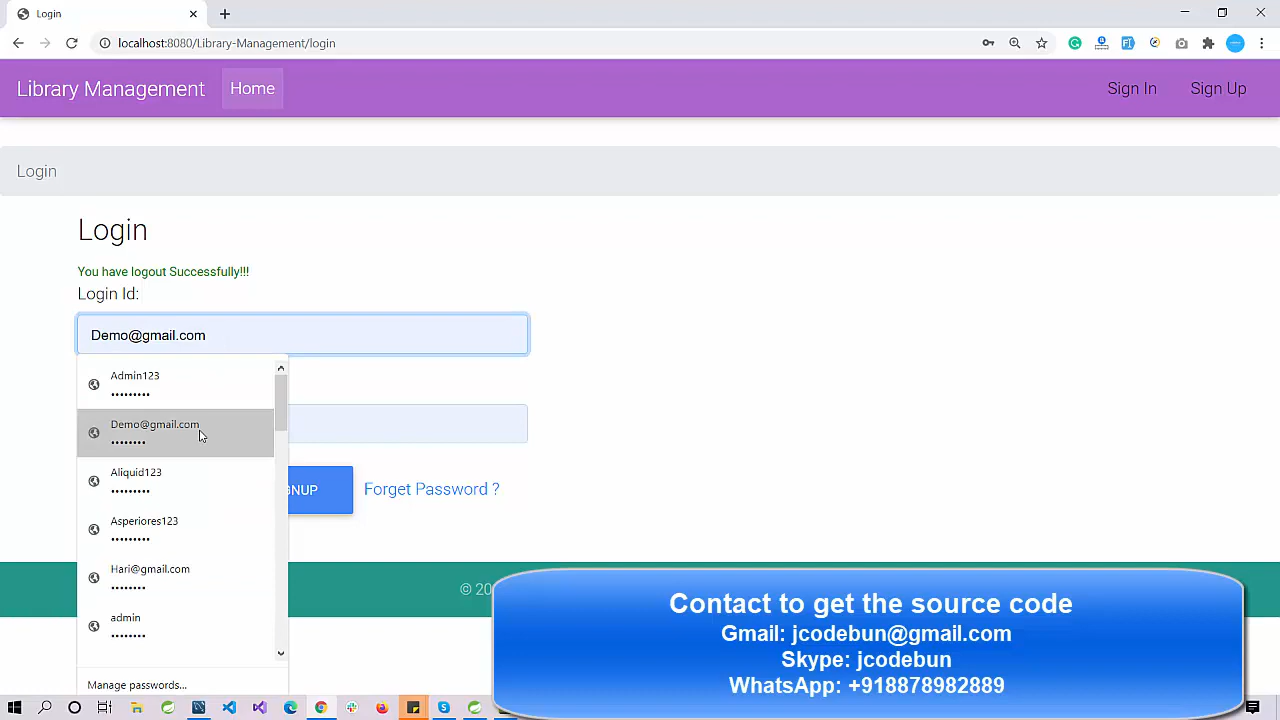 Login
localhost:8080/Library-Management/login
Library Management
Home
Sign In
Sign Up
Login
Login
You have logout Successfully!!!
Login Id:
Demo@gmail.com
Admin123
•••••••••
Demo@gmail.com
••••••••
Aliquid123
•••••••••
Asperiores123
•••••••••
Hari@gmail.com
••••••••
admin
••••••••
Manage passwords...
GNUP
Forget Password ?
© 20
Contact to get the source code
Gmail: jcodebun@gmail.com
Skype: jcodebun
WhatsApp: +918878982889